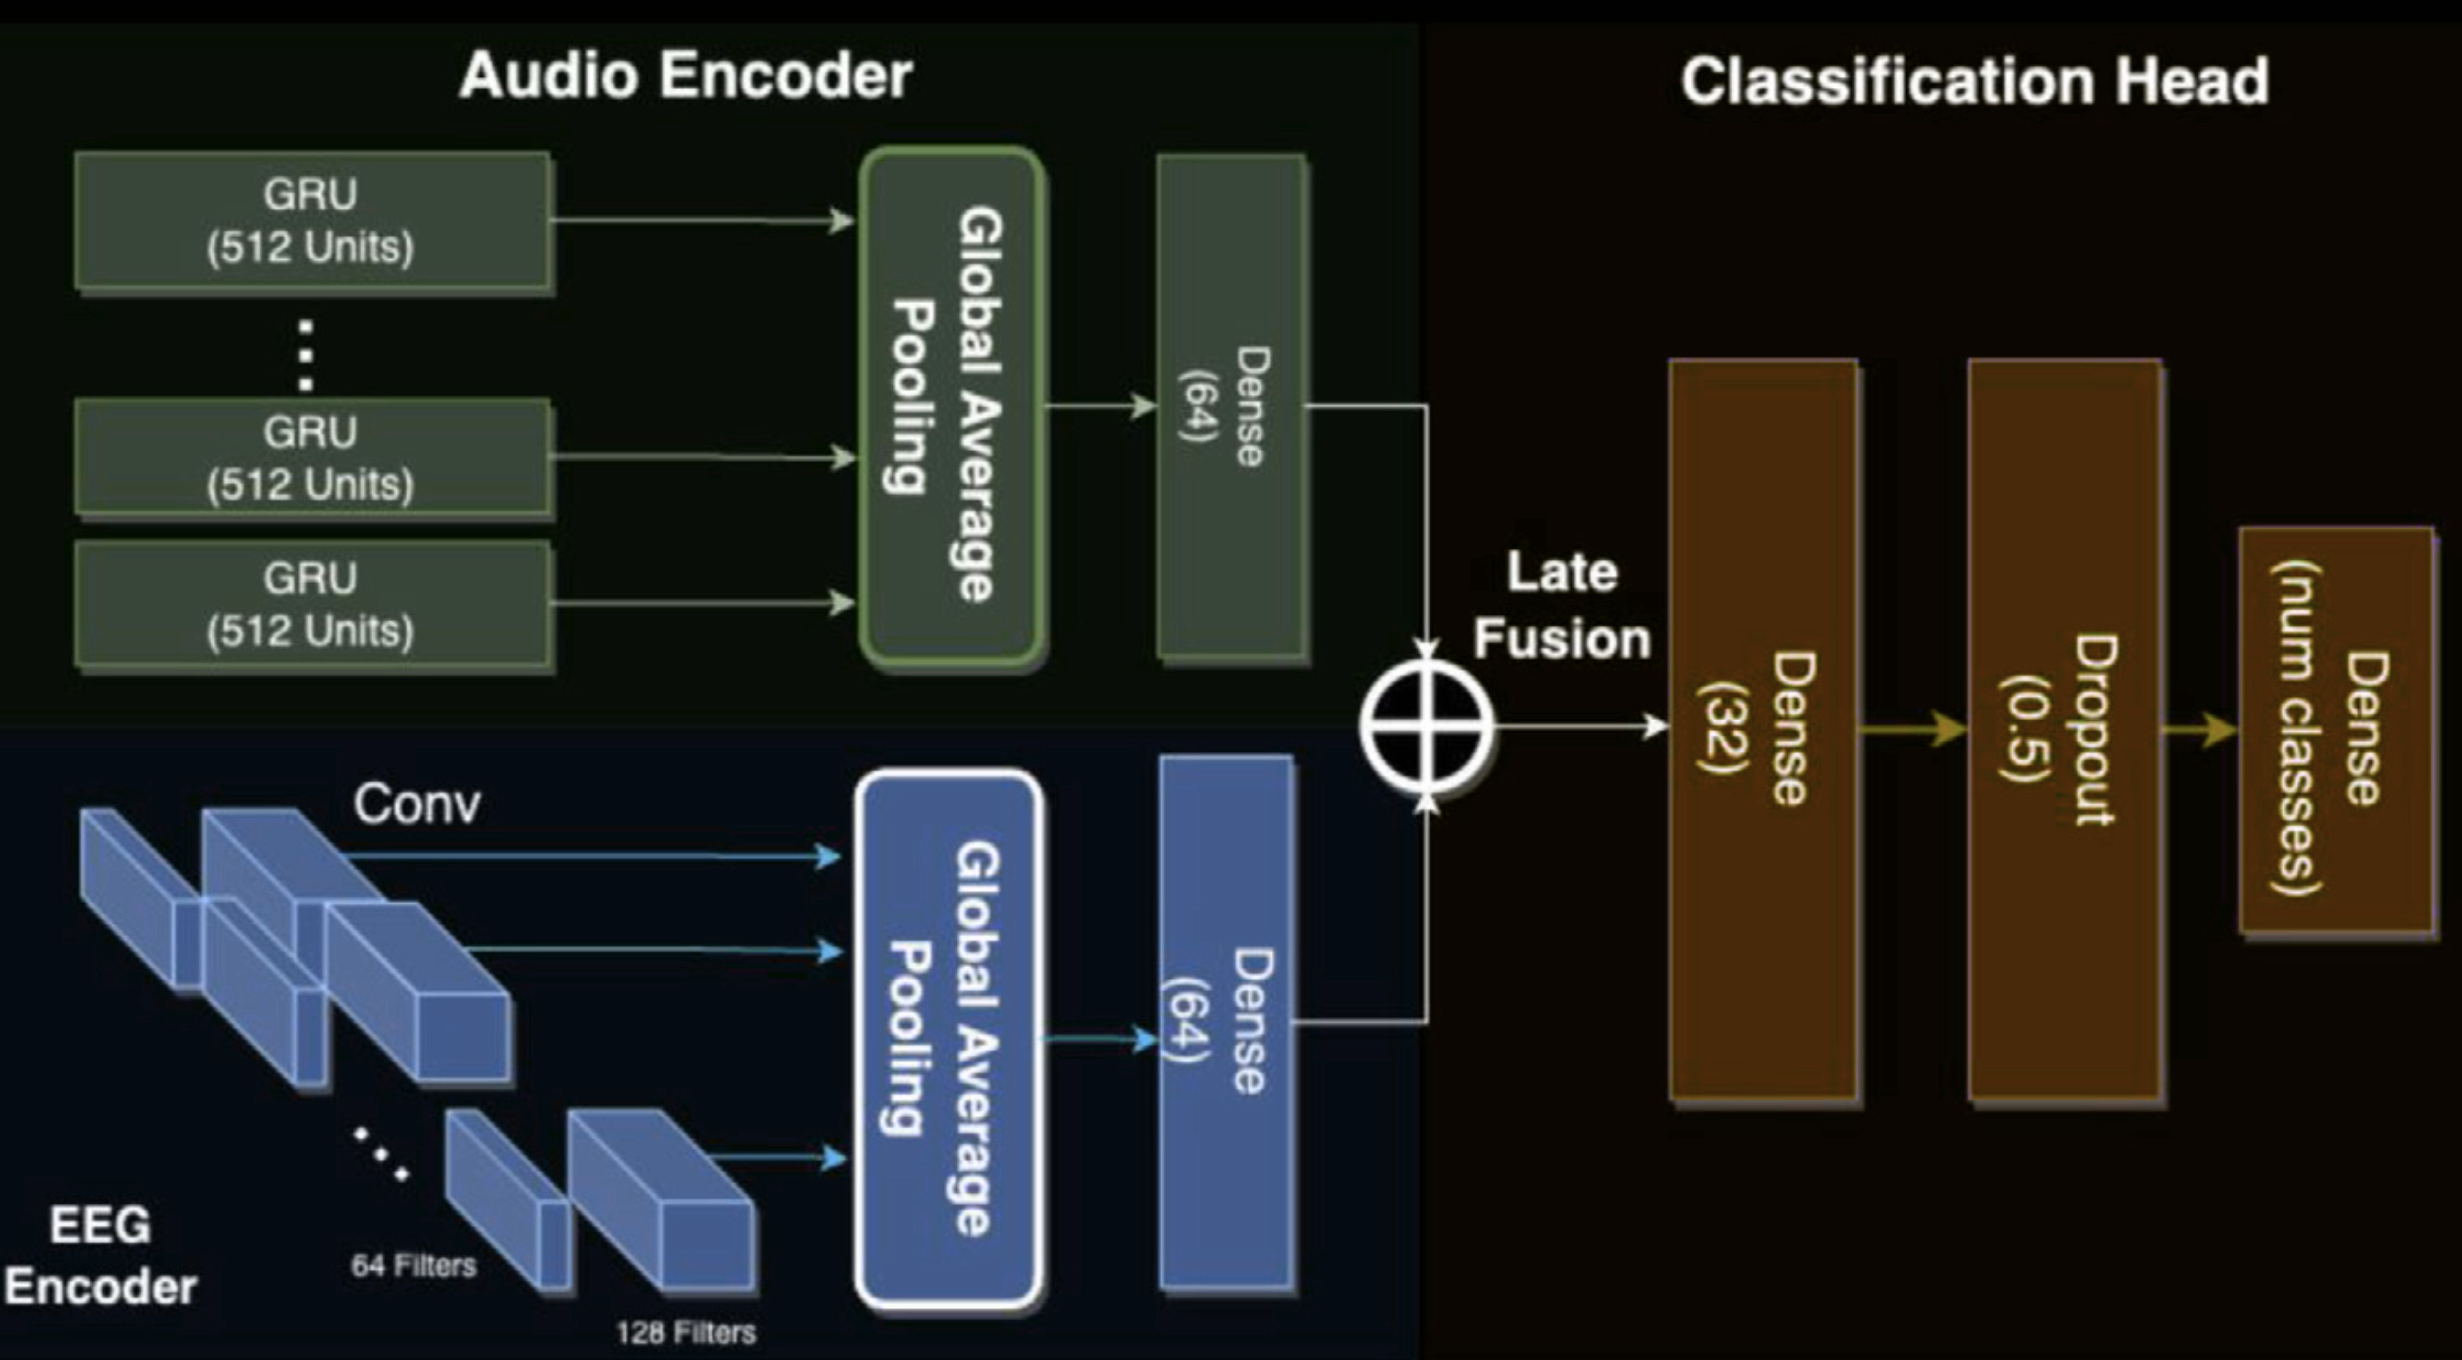 Audio Encoder
GRU
(512 Units)
GRU
(512 Units)
GRU
(512 Units)
Global Average
Pooling
Dense
(64)
Conv
EEG
Encoder
64 Filters
128 Filters
Global Average
Pooling
Dense
(64)
Late
Fusion
Classification Head
Dense
(32)
Dropout
(0.5)
Dense
(num classes)